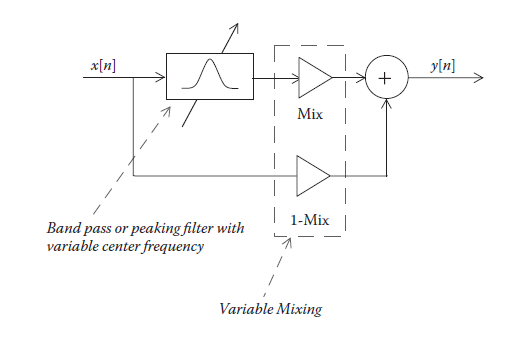 x[n]
y[n]
+
Mix
1-Mix
Band pass or peaking filter with
variable center frequency
Variable Mixing